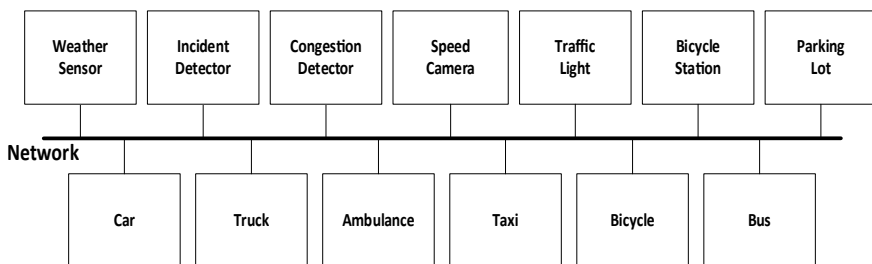 Weather
Sensor
Incident
Detector
Congestion
Detector
Speed
Camera
Traffic
Light
Bicycle
Station
Parking
Lot
Network
Car
Truck
Ambulance
Taxi
Bicycle
Bus